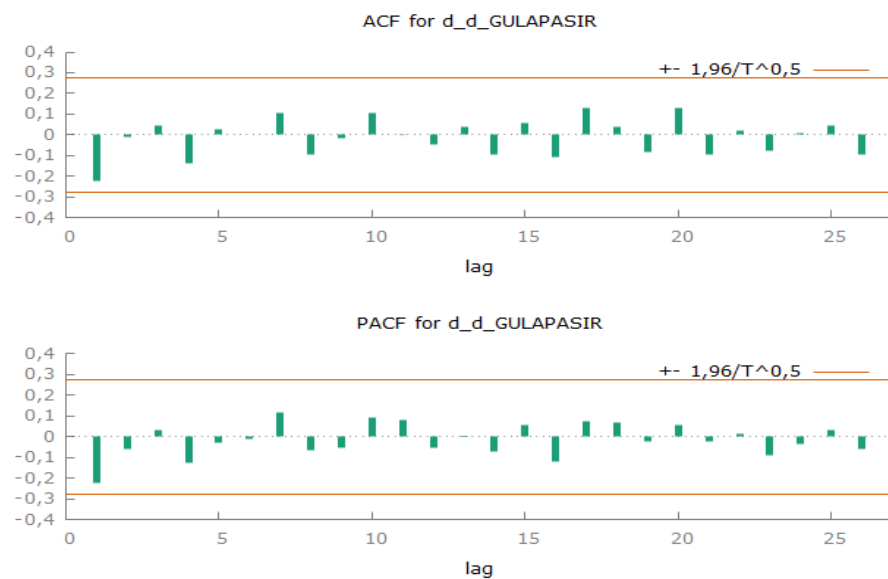 ACF for d_d_GULAPASIR
+- 1,96/T^0,5
0,4
0,3
0,2
0,1
0
-0,1
-0,2
-0,3
-0,4
0 5 10 15 20 25
lag
PACF for d_d_GULAPASIR
+- 1,96/T^0,5
0,4
0,3
0,2
0,1
0
-0,1
-0,2
-0,3
-0,4
0 5 10 15 20 25
lag